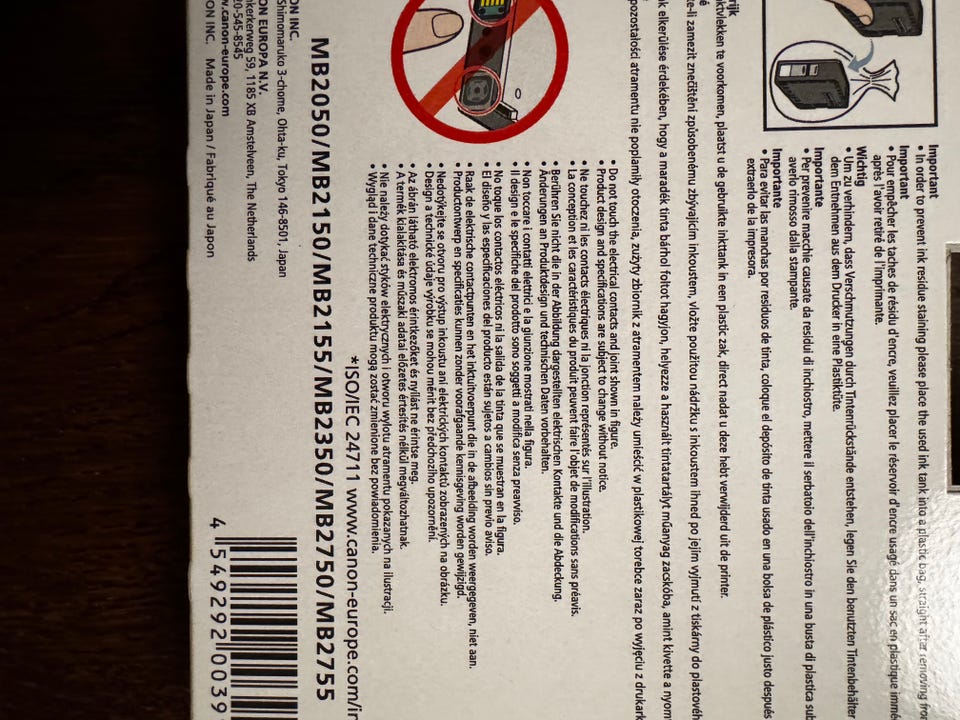 Important
• In order to prevent ink residue staining please place the used ink tank into a plastic bag, straight after removing fro
Important
• Pour empêcher les taches de résidu d'encre, veuillez placer le réservoir d'encre usagé dans un sac en plastique immé
après l'avoir retiré de l'imprimante.
Wichtig
• Um zu verhindern, dass Verschmutzungen durch Tintenrückstände entstehen, legen Sie den benutzten Tintenbehälter
dem Entnehmen aus dem Drucker in eine Plastiktüte.
Importante
• Per prevenire macchie causate da residui di inchiostro, mettere il serbatoio dell'inchiostro in una busta di plastica sub
averlo rimosso dalla stampante.
Importante
• Para evitar las manchas por residuos de tinta, coloque el depósito de tinta usado en una bolsa de plástico justo después
extraerlo de la impresora.
rijk
ktvlekken te voorkomen, plaatst u de gebruikte inkttank in een plastic zak, direct nadat u deze hebt verwijderd uit de printer.
te-li zamezit znečištění způsobenému zbývajícím inkoustem, vložte použitou nádržku s inkoustem ihned po jejím vyjmutí z tiskárny do plastovéh
k elkerülése érdekében, hogy a maradék tinta bárhol foltot hagyjon, helyezze a használt tintartályt műanyag zacskóba, amint kivette a nyomt
pozostałości atramentu nie poplamiły otoczenia, zużyty zbiornik z atramentem należy umieścić w plastikowej torebce zaraz po wyjęciu z drukark
• Do not touch the electrical contacts and joint shown in figure.
• Product design and specifications are subject to change without notice.
• Ne touchez ni les contacts électriques ni la jonction représentés sur l'illustration.
• La conception et les caractéristiques du produit peuvent faire l'objet de modifications sans préavis.
• Berühren Sie nicht die in der Abbildung dargestellten elektrischen Kontakte und die Abdeckung.
• Änderungen an Produktdesign und technischen Daten vorbehalten.
• Non toccare i contatti elettrici e la giunzione mostrati nella figura.
• Il design e le specifiche del prodotto sono soggetti a modifica senza preavviso.
• No toque los contactos eléctricos ni la salida de la tinta que se muestran en la figura.
• El diseño y las especificaciones del producto están sujetos a cambios sin previo aviso.
• Raak de elektrische contactpunten en het inktuitvoerpunt die in de afbeelding worden weergegeven, niet aan.
• Productontwerp en specificaties kunnen zonder voorafgaande kennisgeving worden gewijzigd.
• Nedotýkejte se otvoru pro výstup inkoustu ani elektrických kontaktů zobrazených na obrázku.
• Design a technické údaje výrobku se mohou měnit bez předchozího upozornění.
• Az ábrán látható elektromos érintkezőket és nyílást ne érintse meg.
• A termék kialakítása és műszaki adatai előzetes értesítés nélkül megváltozhatnak.
• Nie należy dotykać styków elektrycznych i otworu wylotu atramentu pokazanych na ilustracji.
• Wygląd i dane techniczne produktu mogą zostać zmienione bez powiadomienia.
*ISO/IEC 24711 www.canon-europe.com/in
MB2050/MB2150/MB2155/MB2350/MB2750/MB2755
ON INC.
Shimomaruko 3-chome, Ohta-ku, Tokyo 146-8501, Japan
ON EUROPA N.V.
nkerkerweg 59, 1185 XB Amstelveen, The Netherlands
20-545-8545
w.canon-europe.com
ON INC. Made in Japan / Fabriqué au Japon
4 549292 0039